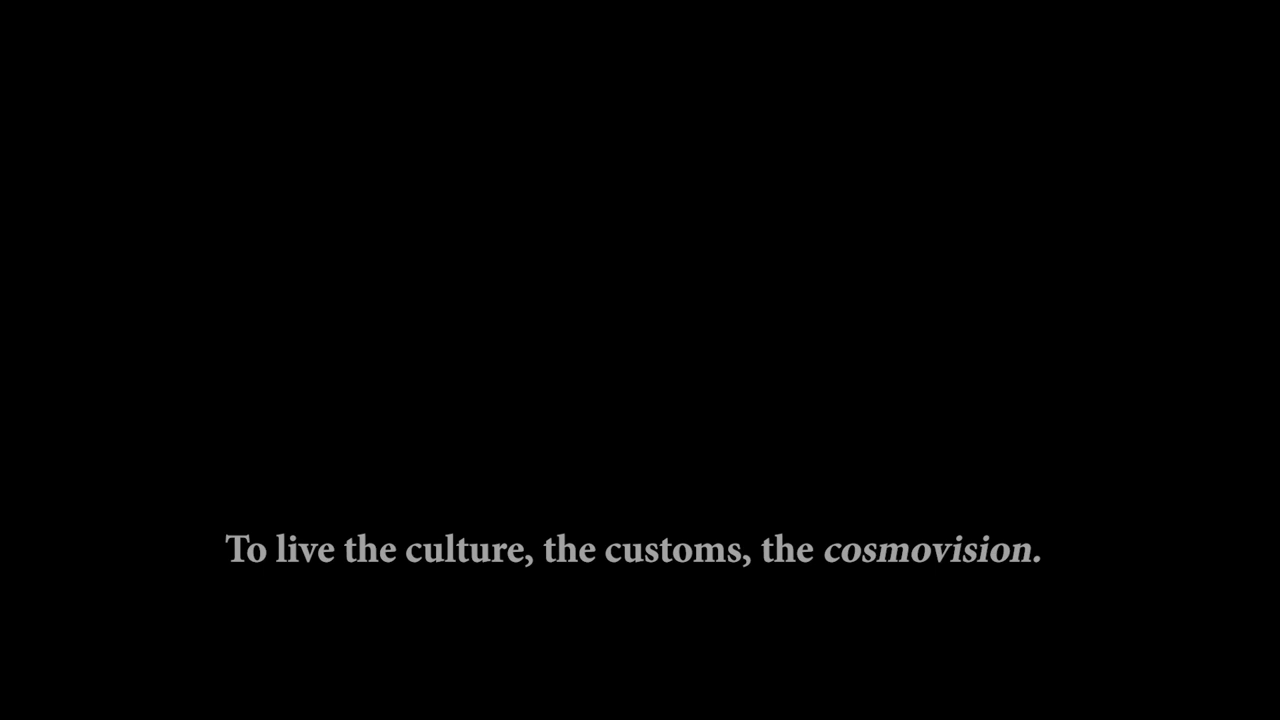 To live the culture, the customs, the cosmovision.